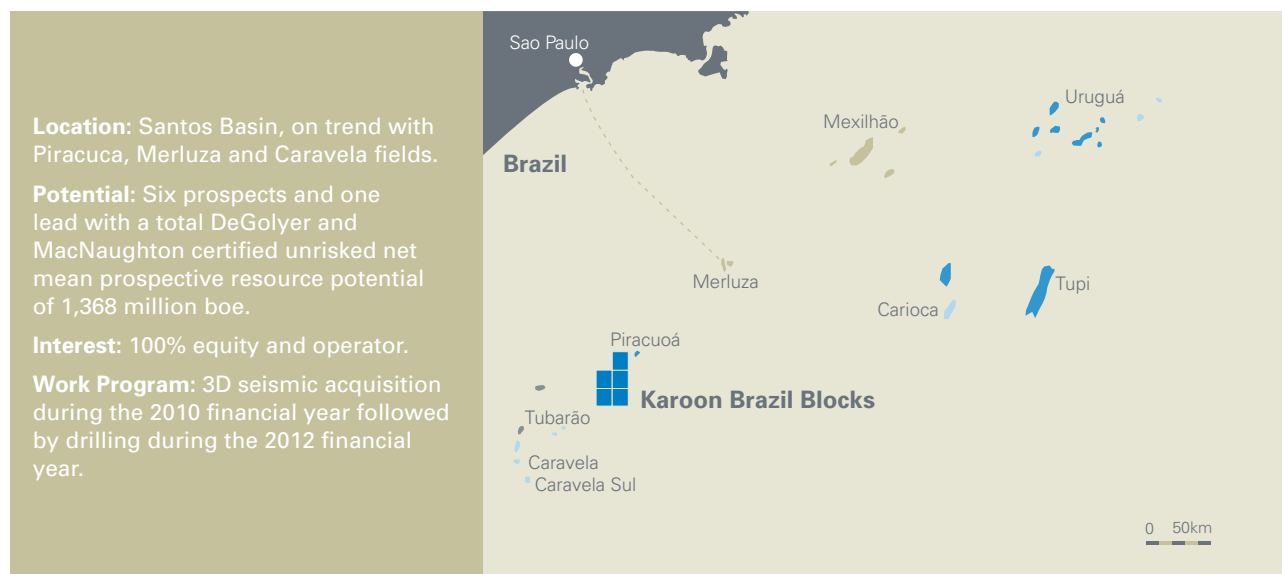 Location: Santos Basin, on trend with
Piracuca, Merluza and Caravela fields.
Potential: Six prospects and one
lead with a total DeGolyer and
MacNaughton certified unrisked net
mean prospective resource potential
of 1,368 million boe.
Interest: 100% equity and operator.
Work Program: 3D seismic acquisition
during the 2010 financial year followed
by drilling during the 2012 financial
year.
Sao Paulo
Brazil
Mexilhão
Uruguá
Merluza
Carioca
Tupi
Piracuoá
Karoon Brazil Blocks
Tubarão
Caravela
Caravela Sul
0 50km